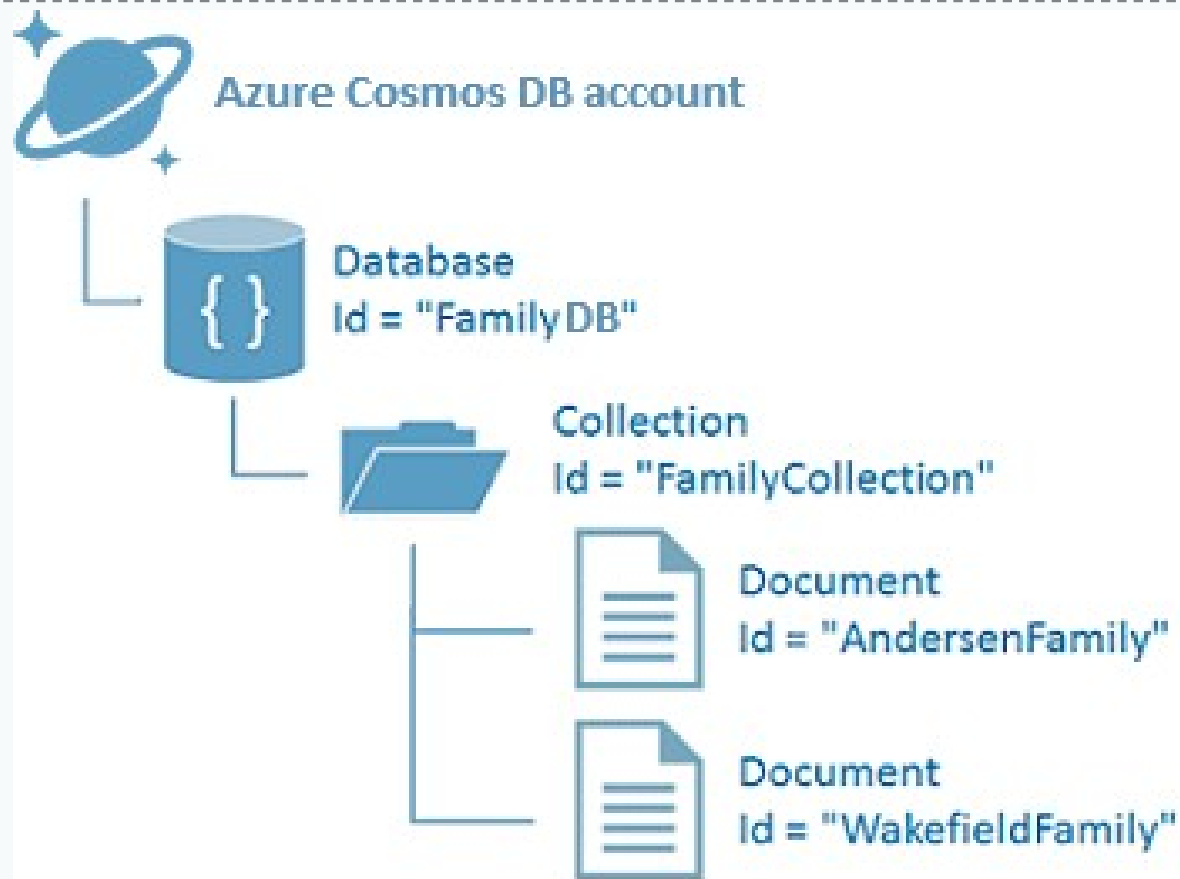 Azure Cosmos DB account
Database
Id = "FamilyDB"
{ }
Collection
Id = "FamilyCollection"
Document
Id = "AndersenFamily"
Document
Id = "WakefieldFamily"